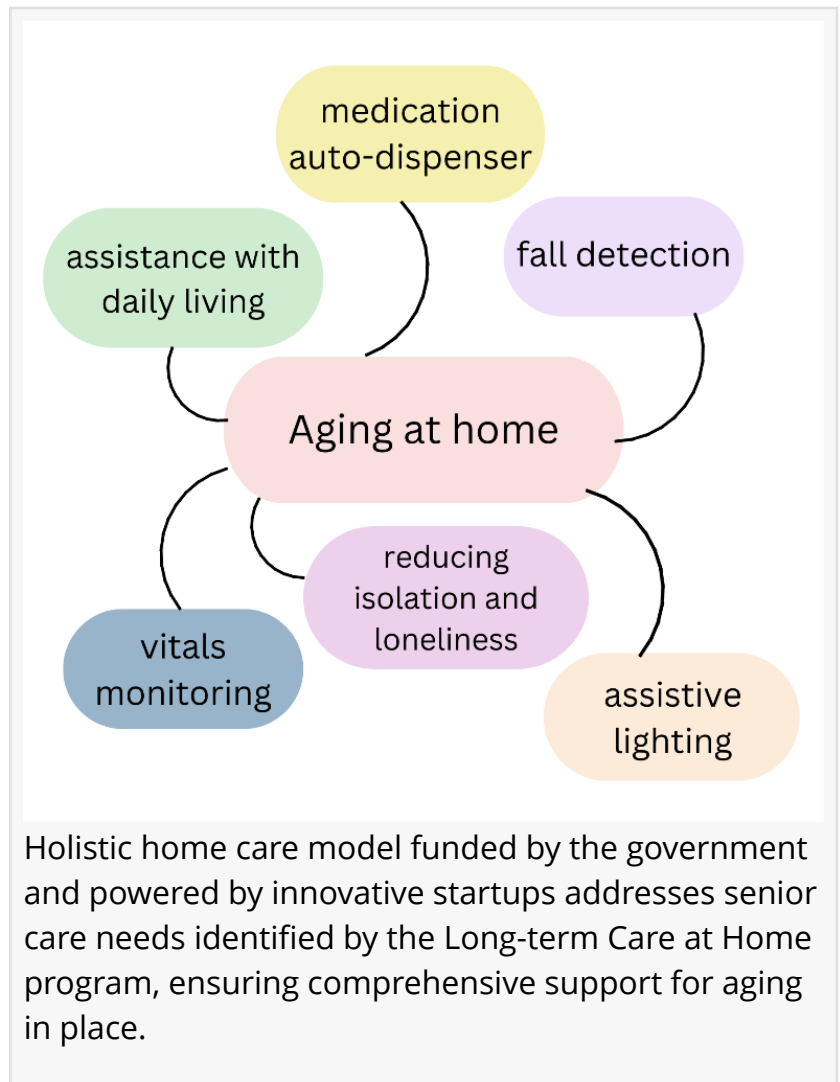 medication
auto-dispenser
fall detection
assistance with
daily living
Aging at home
reducing
isolation and
loneliness
vitals
monitoring
assistive
lighting
Holistic home care model funded by the government
and powered by innovative startups addresses senior
care needs identified by the Long-term Care at Home
program, ensuring comprehensive support for aging
in place.